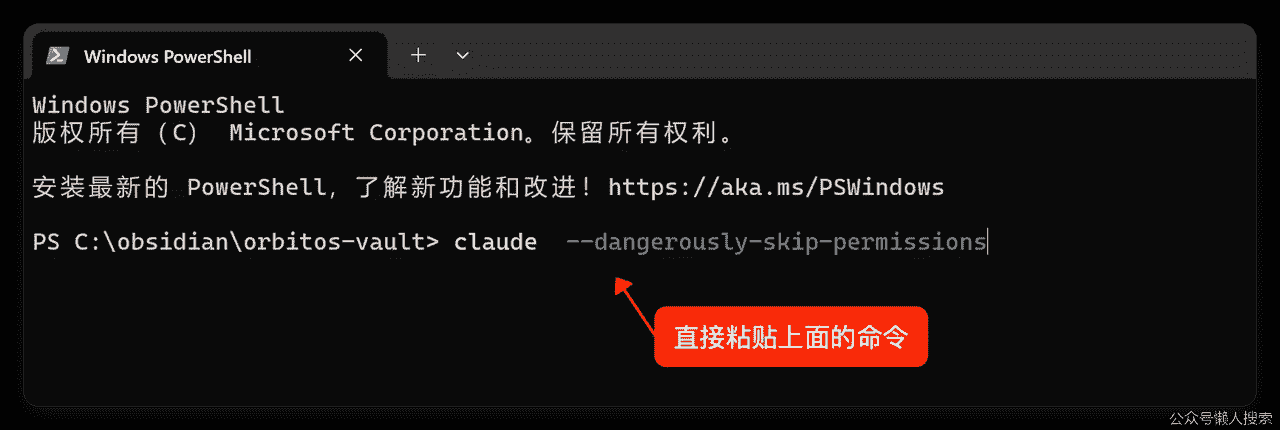 Windows PowerShell
Windows PowerShell
版权所有（C） Microsoft Corporation。保留所有权利。
安装最新的 PowerShell，了解新功能和改进！https://aka.ms/PSWindows
PS C:\obsidian\orbitos-vault> claude  --dangerously-skip-permissions
直接粘贴上面的命令
公众号懒人搜索